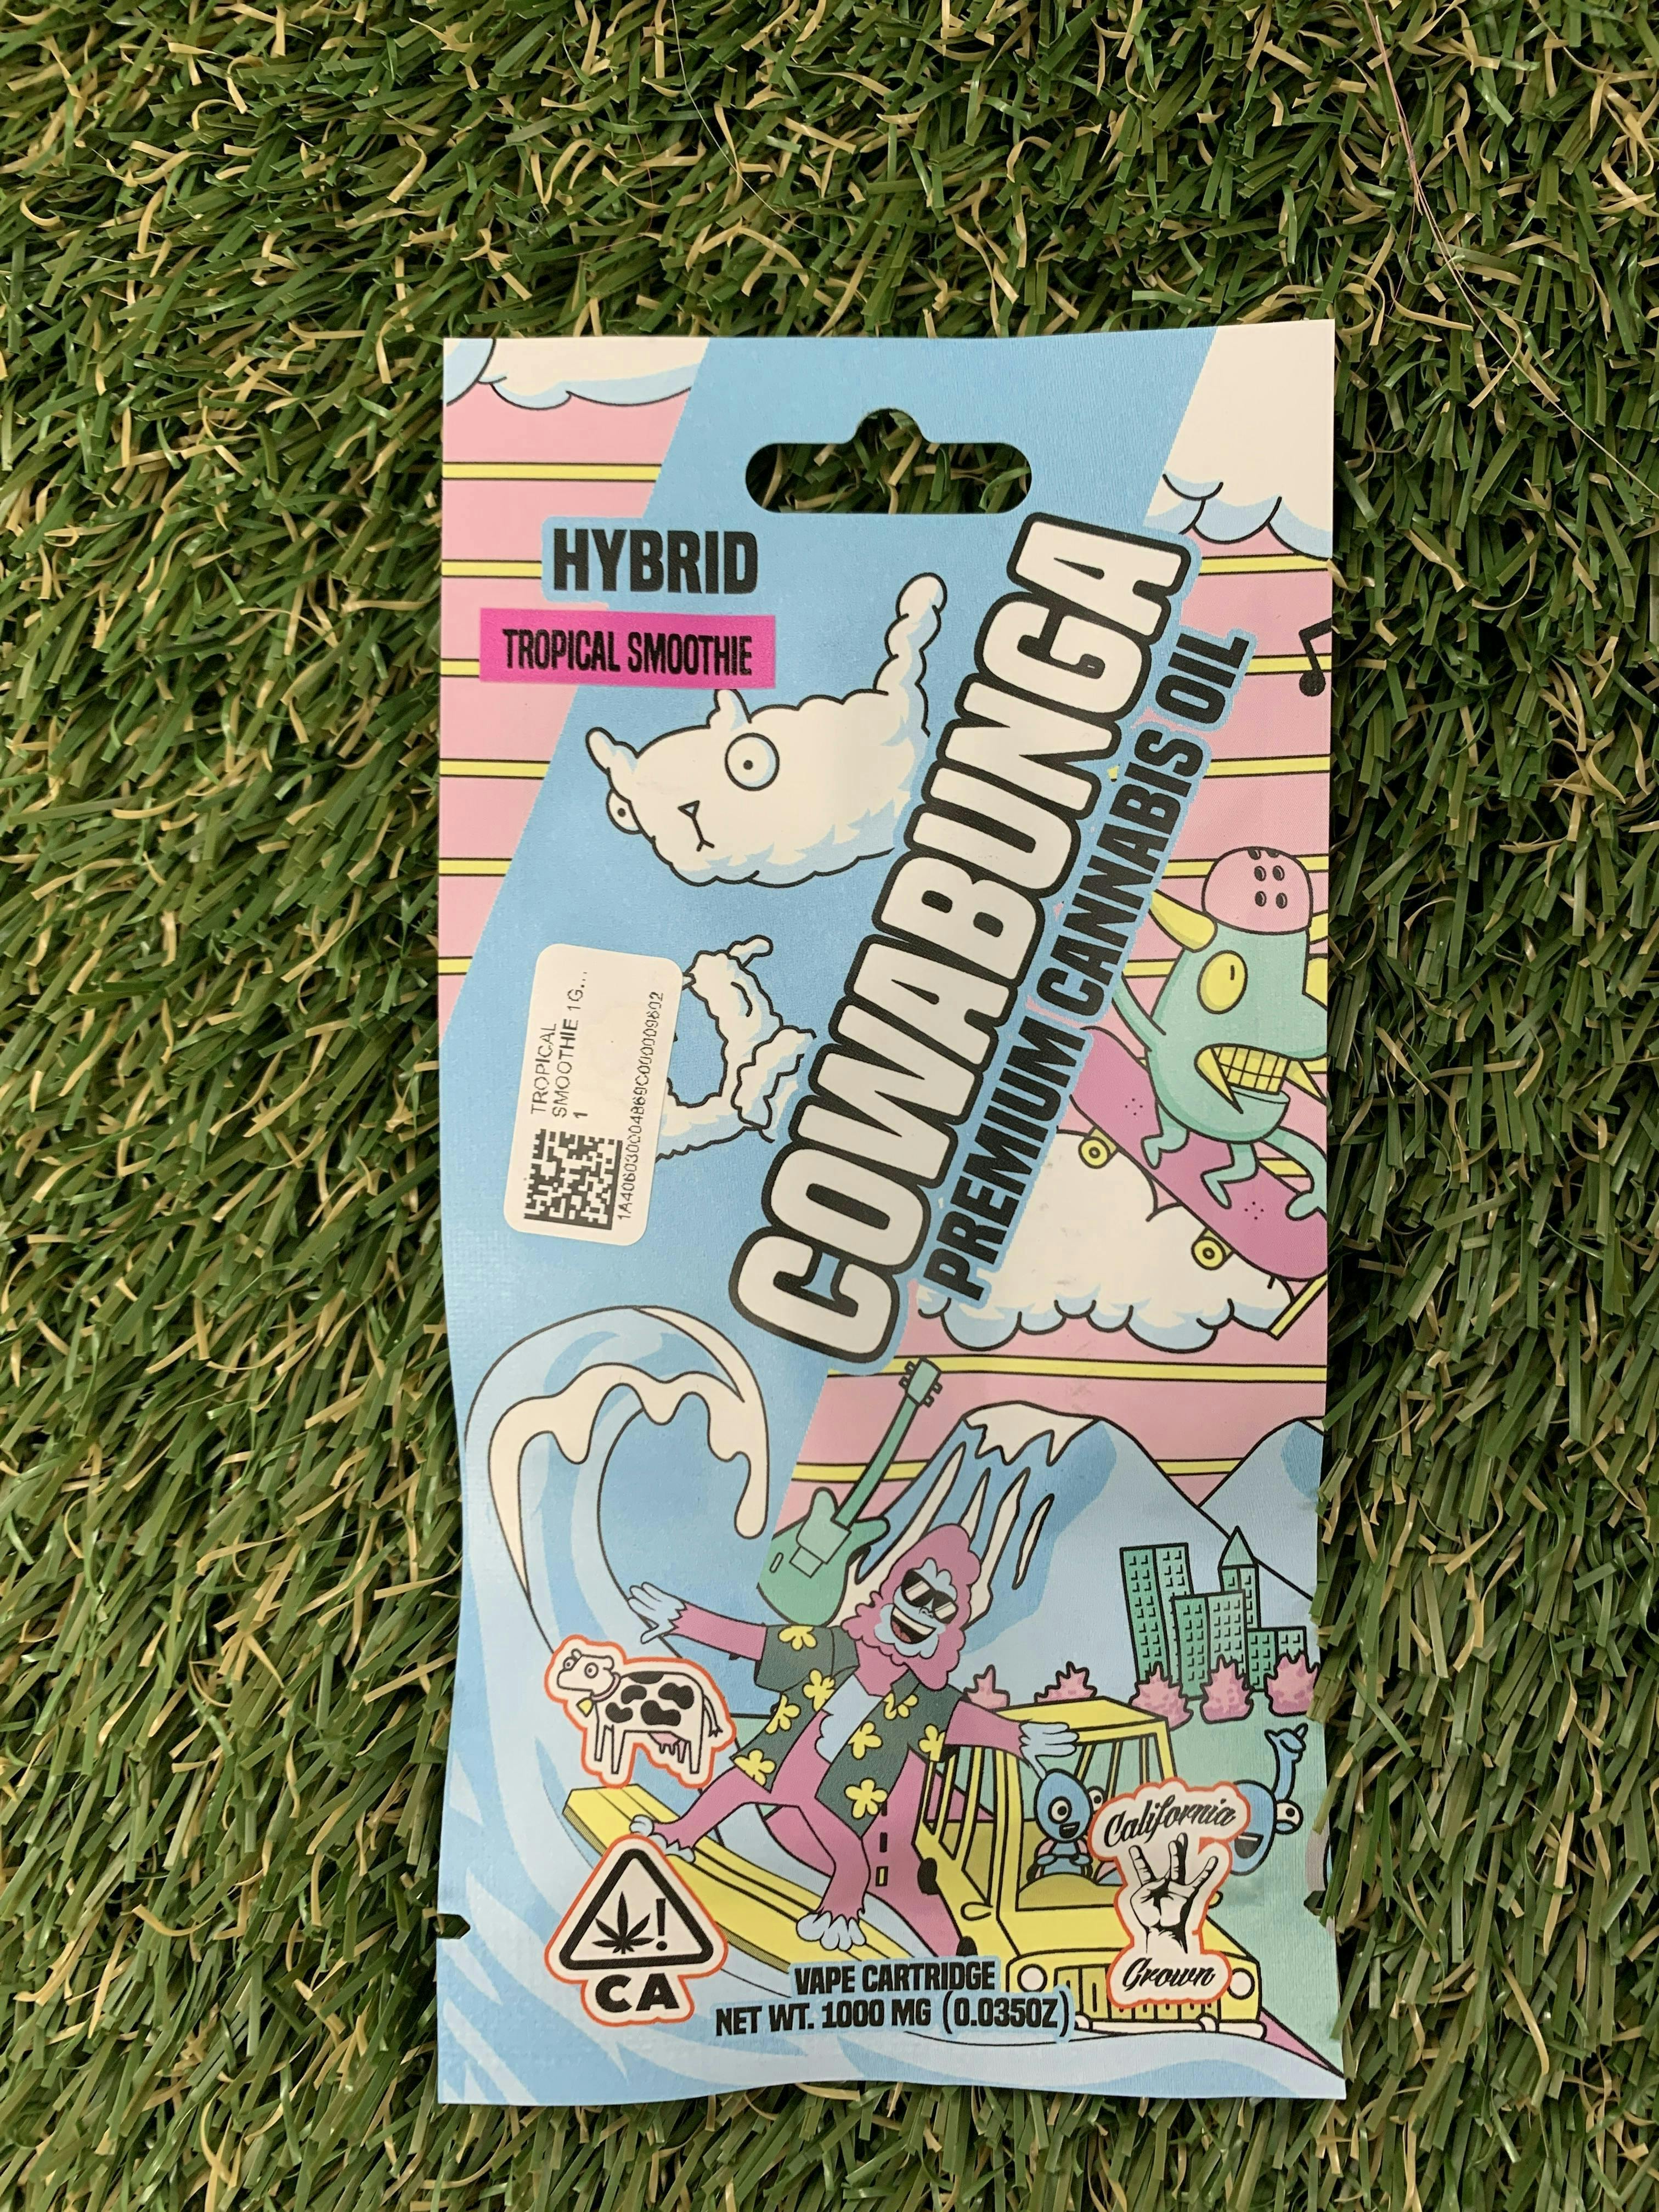 HYBRID
TROPICAL SMOOTHIE
COWABUNGA
PREMIUM CANNABIS OIL
TROPICAL
SMOOTHIE 1G...
1
1A4060300004869C000009602
California
Grown
CA
VAPE CARTRIDGE
NET WT. 1000 MG (0.035OZ)